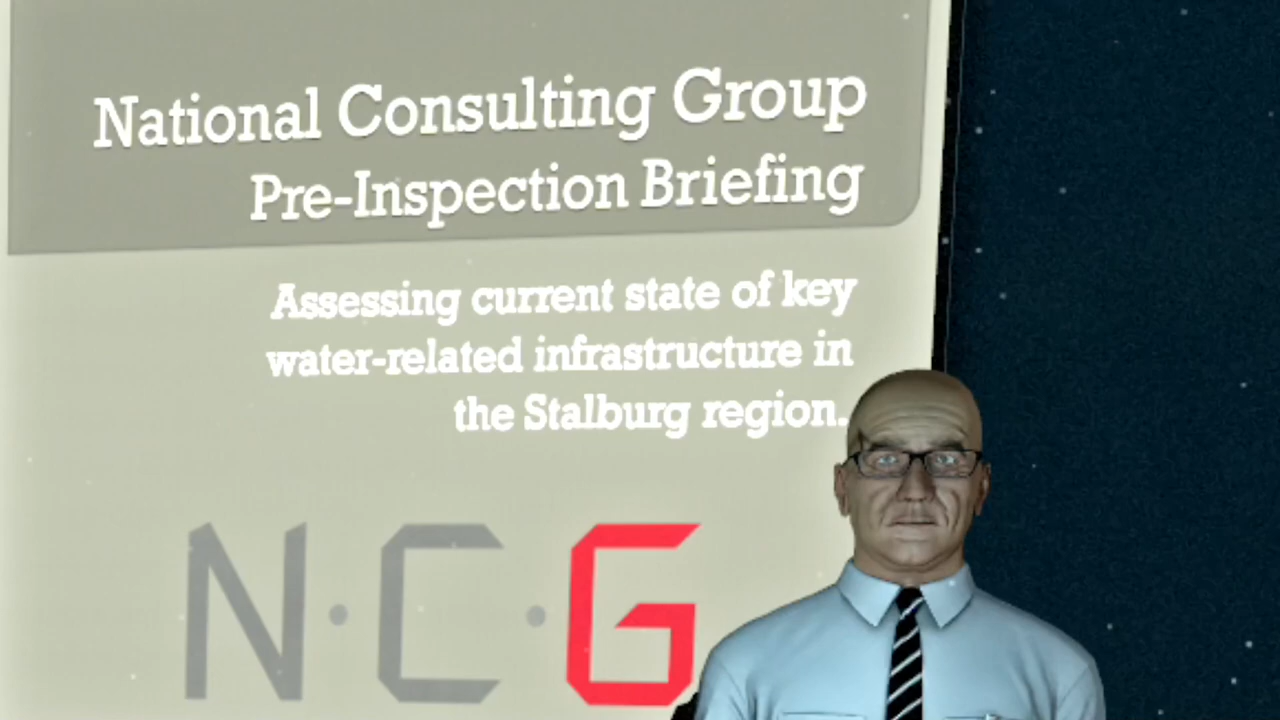 National Consulting Group
Pre-Inspection Briefing
Assessing current state of key
water-related infrastructure in
the Stalburg region.
N·C·G